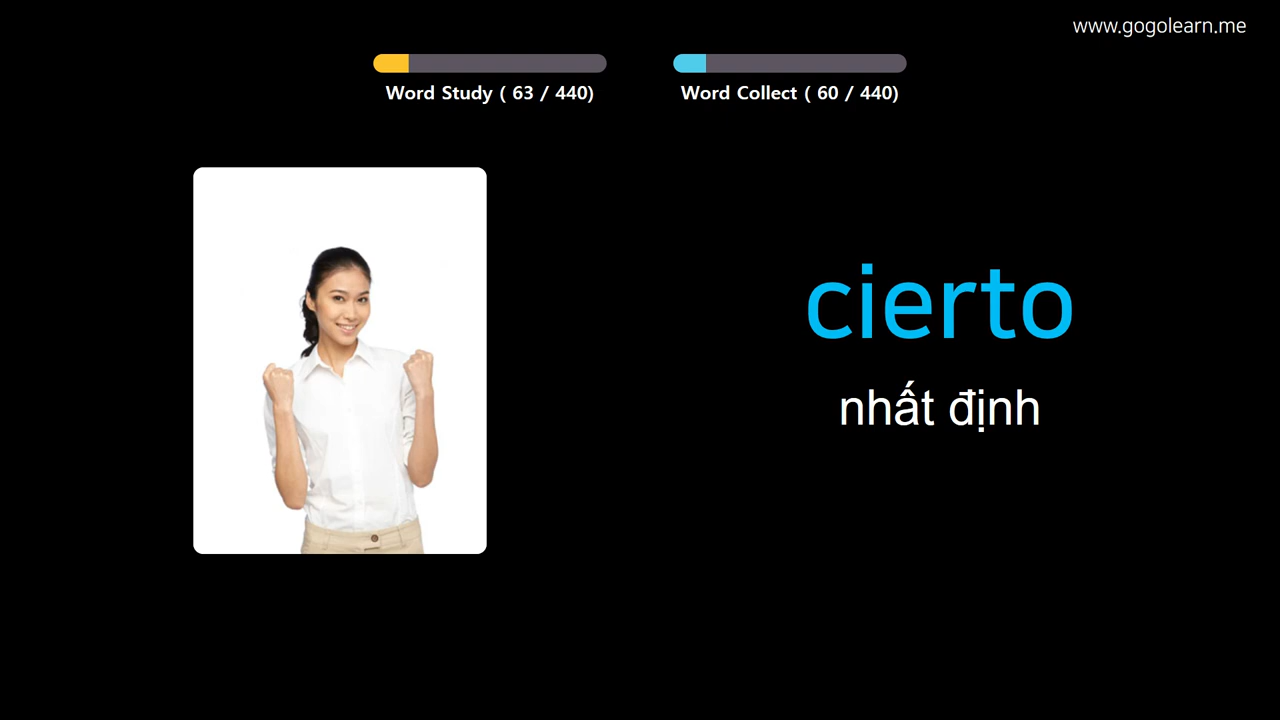 www.gogolearn.me
Word Study ( 63 / 440)
Word Collect ( 60 / 440)
cierto
nhất định